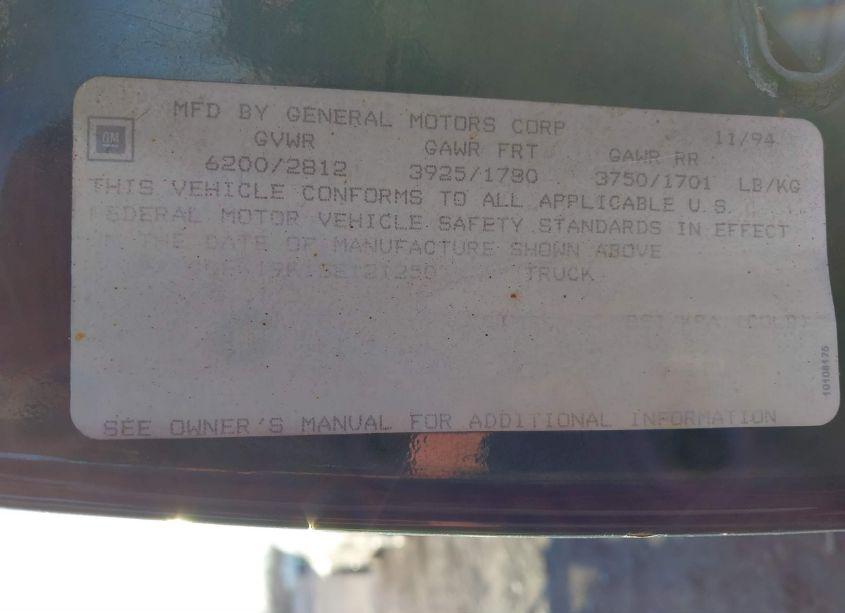 MFD BY GENERAL MOTORS CORP 11/94
GM
GVWR GAWR FRT GAWR RR
6200/2812 3925/1780 3750/1701 LB/KG
THIS VEHICLE CONFORMS TO ALL APPLICABLE U.S.
FEDERAL MOTOR VEHICLE SAFETY STANDARDS IN EFFECT
ON THE DATE OF MANUFACTURE SHOWN ABOVE
TRUCK
(COLD)
10108175
SEE OWNER'S MANUAL FOR ADDITIONAL INFORMATION